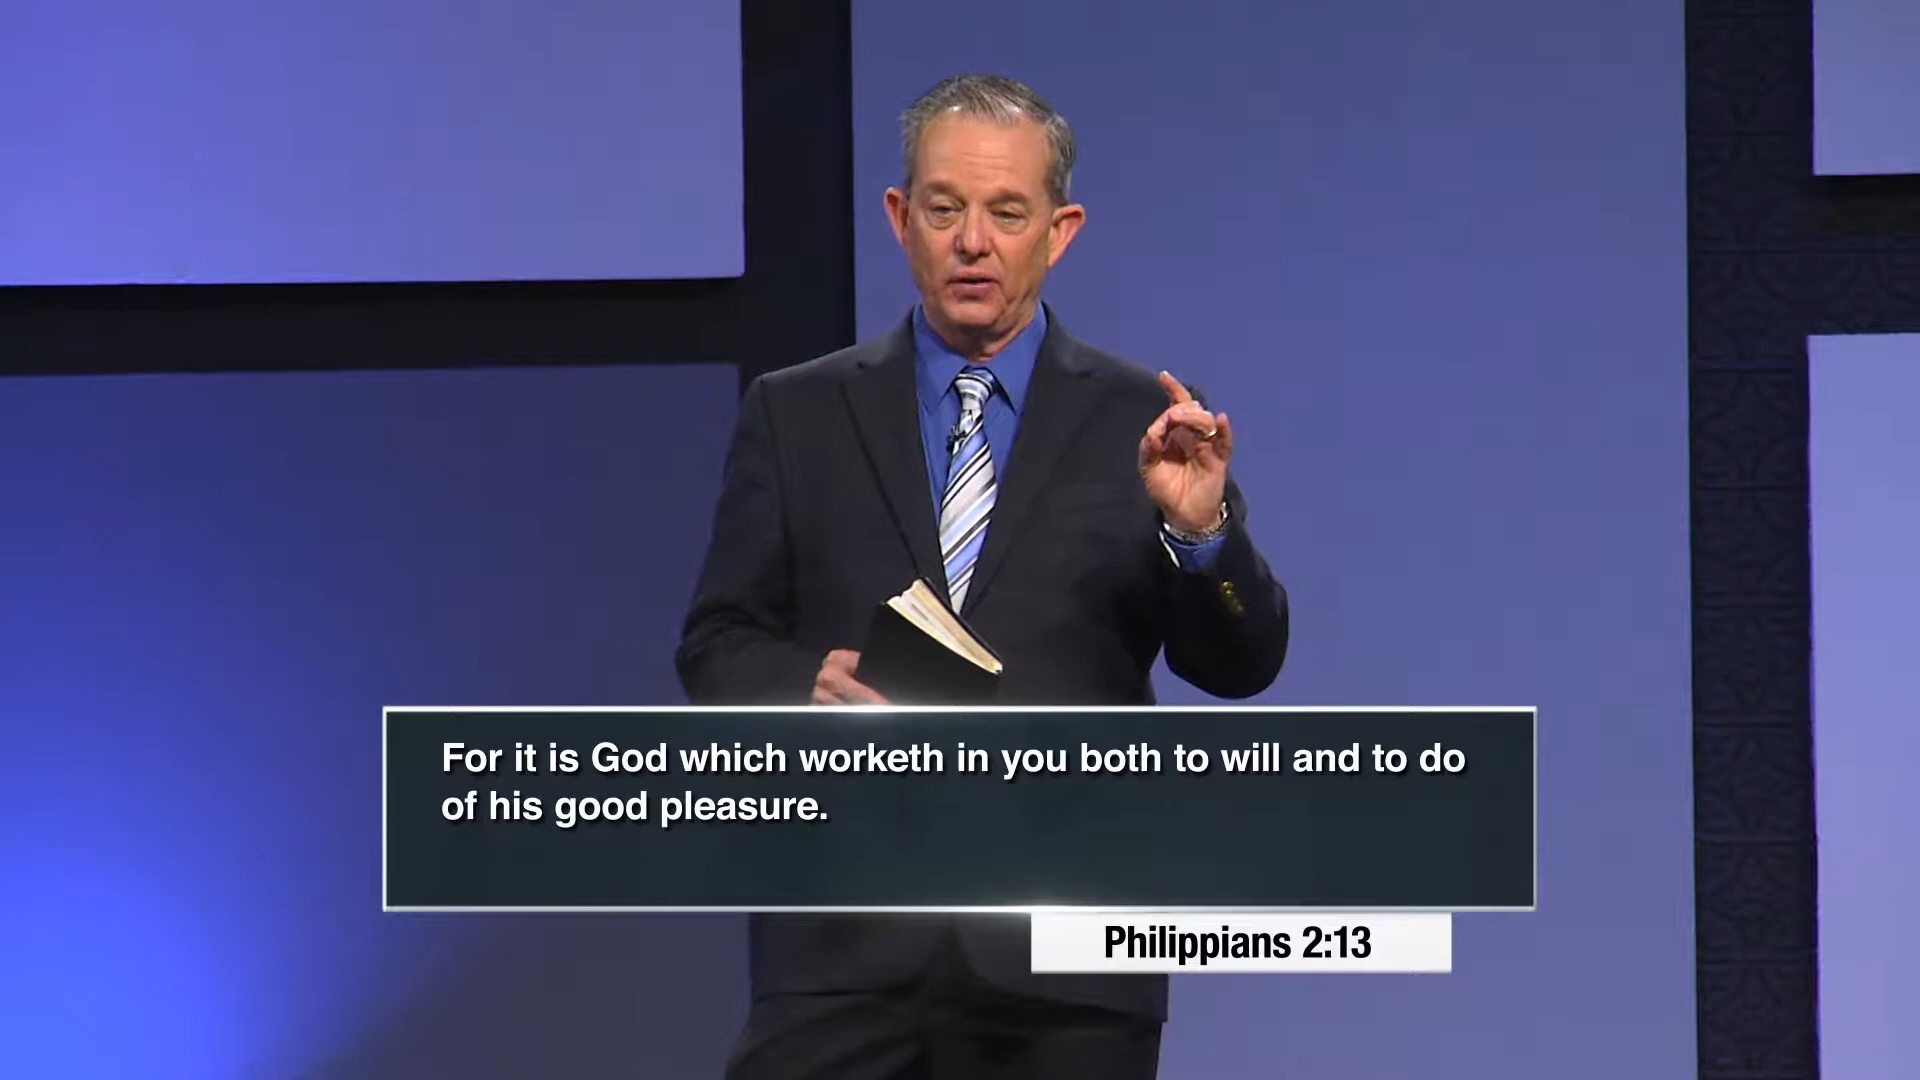 For it is God which worketh in you both to will and to do
of his good pleasure.
Philippians 2:13